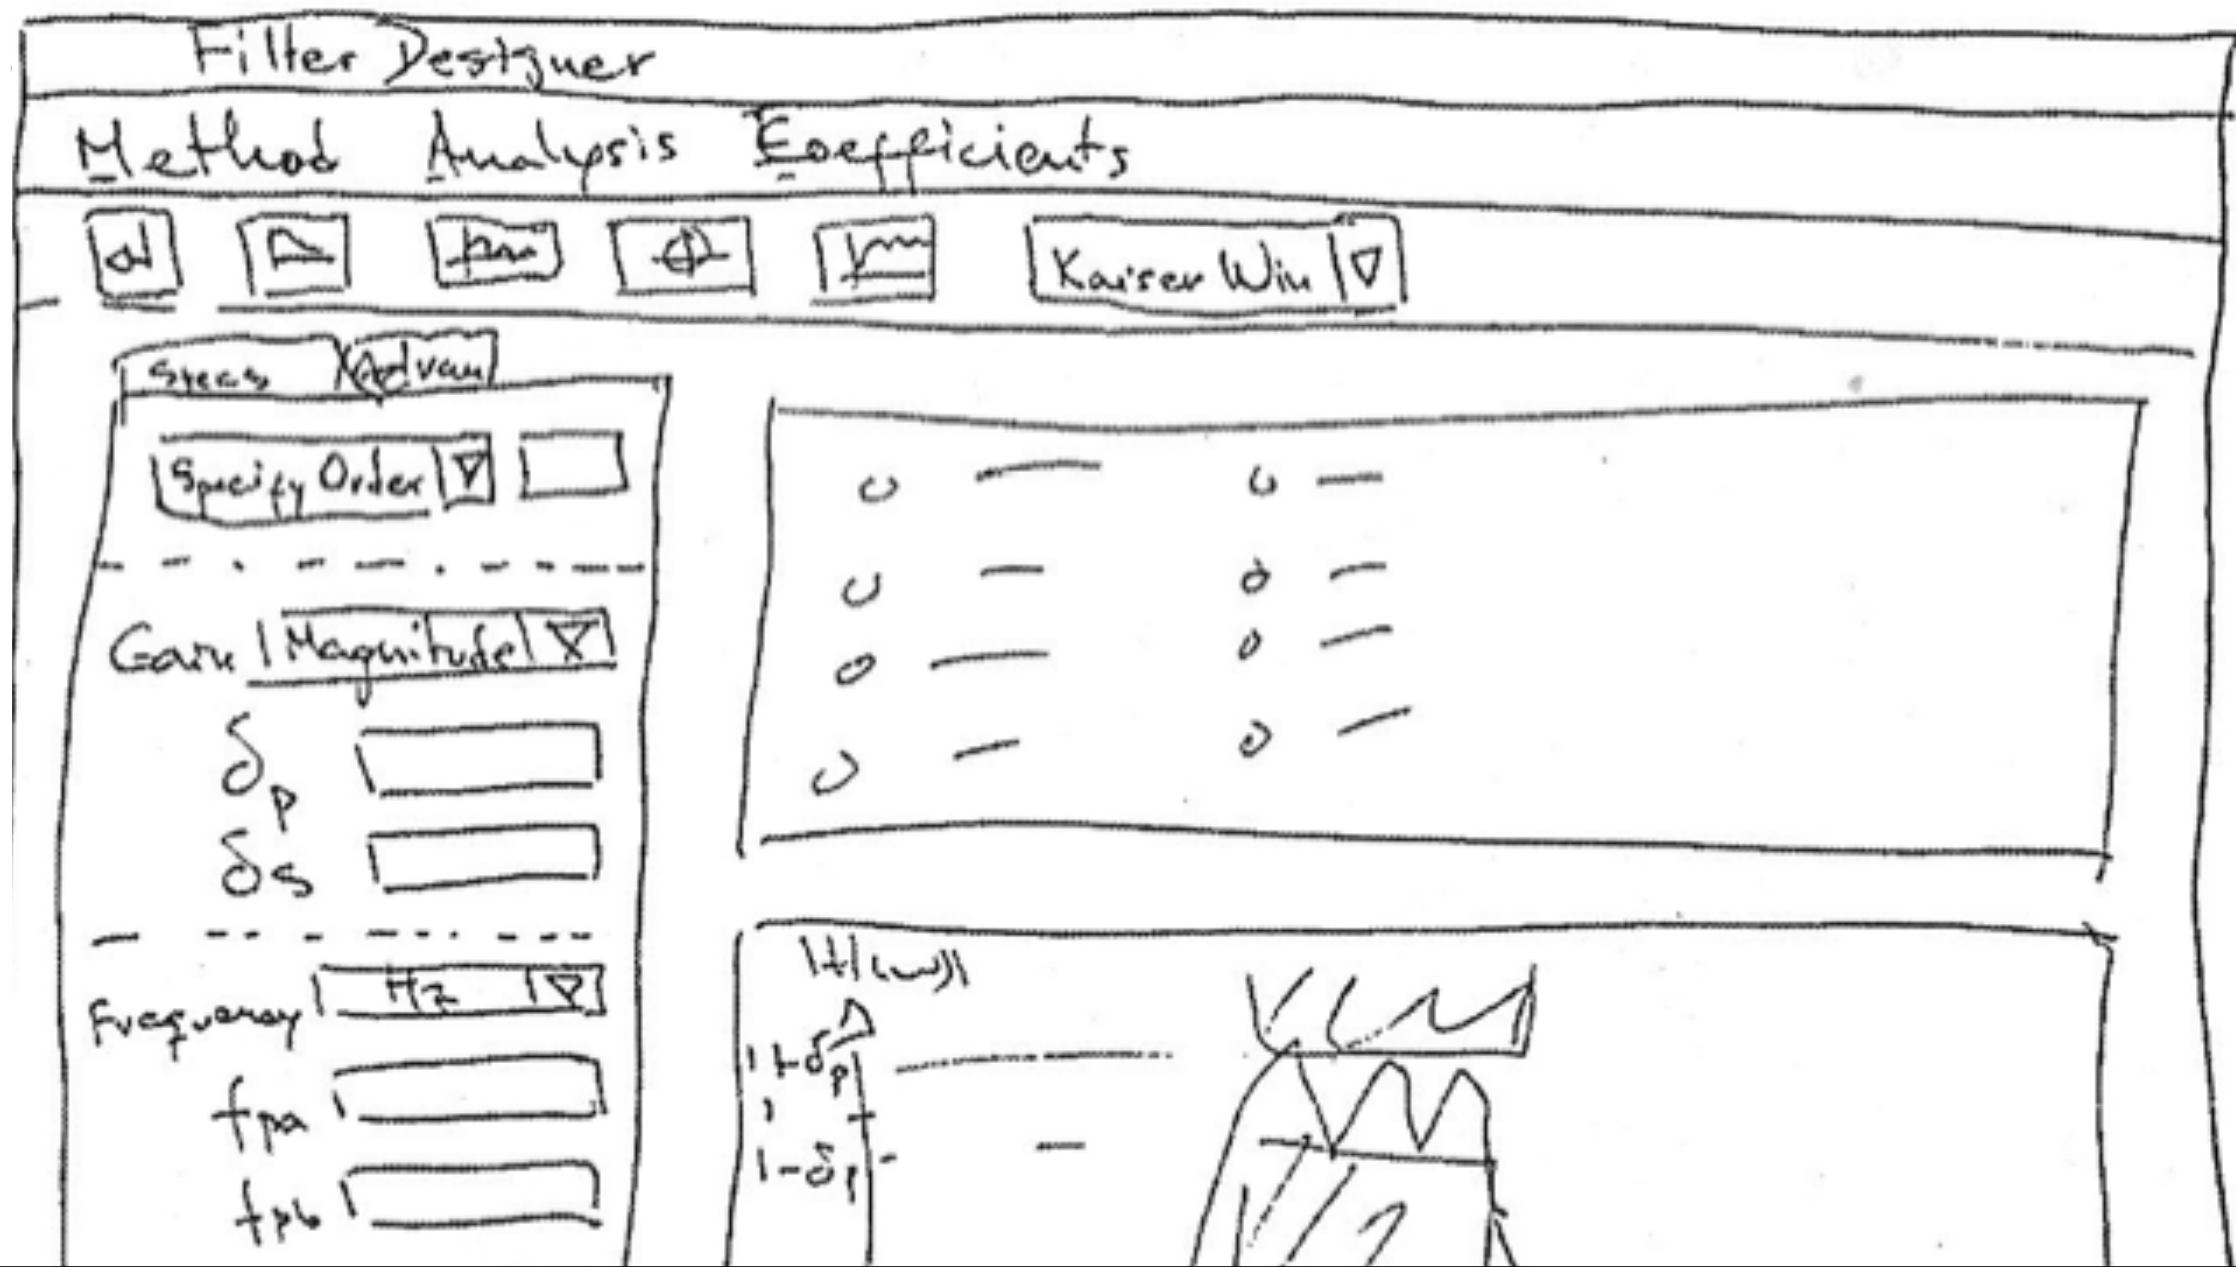 Filter Designer
Method Analysis Coefficients
Kaiser Win
Specs Advan
Specify Order
Gain Magnitude
δp
δs
Frequency Hz
fpa
fpb
|H(ω)|
1+δp
1
1-δp